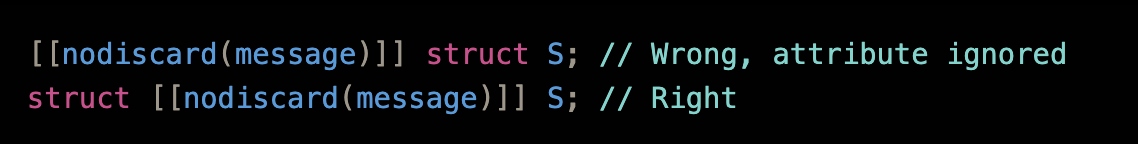 [[nodiscard(message)]] struct S; // Wrong, attribute ignored
struct [[nodiscard(message)]] S; // Right